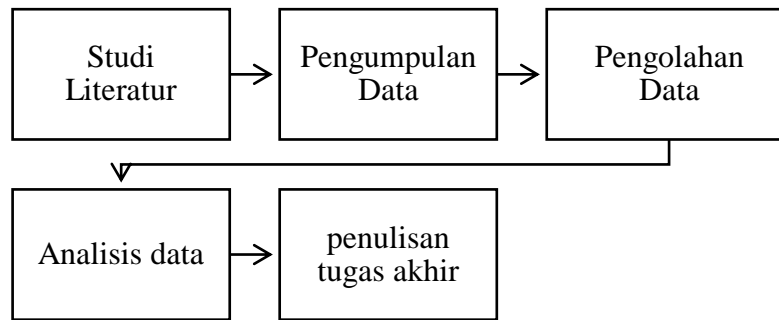 Studi
Literatur
Pengumpulan
Data
Pengolahan
Data
Analisis data
penulisan
tugas akhir